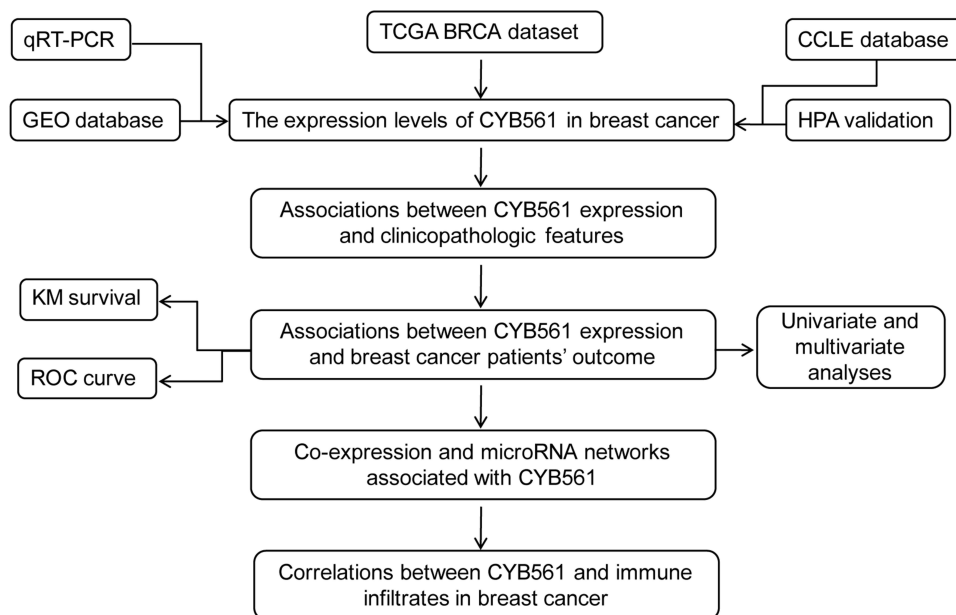 qRT-PCR
TCGA BRCA dataset
CCLE database
GEO database
The expression levels of CYB561 in breast cancer
HPA validation
Associations between CYB561 expression
and clinicopathologic features
KM survival
ROC curve
Associations between CYB561 expression
and breast cancer patients’ outcome
Univariate and
multivariate
analyses
Co-expression and microRNA networks
associated with CYB561
Correlations between CYB561 and immune
infiltrates in breast cancer